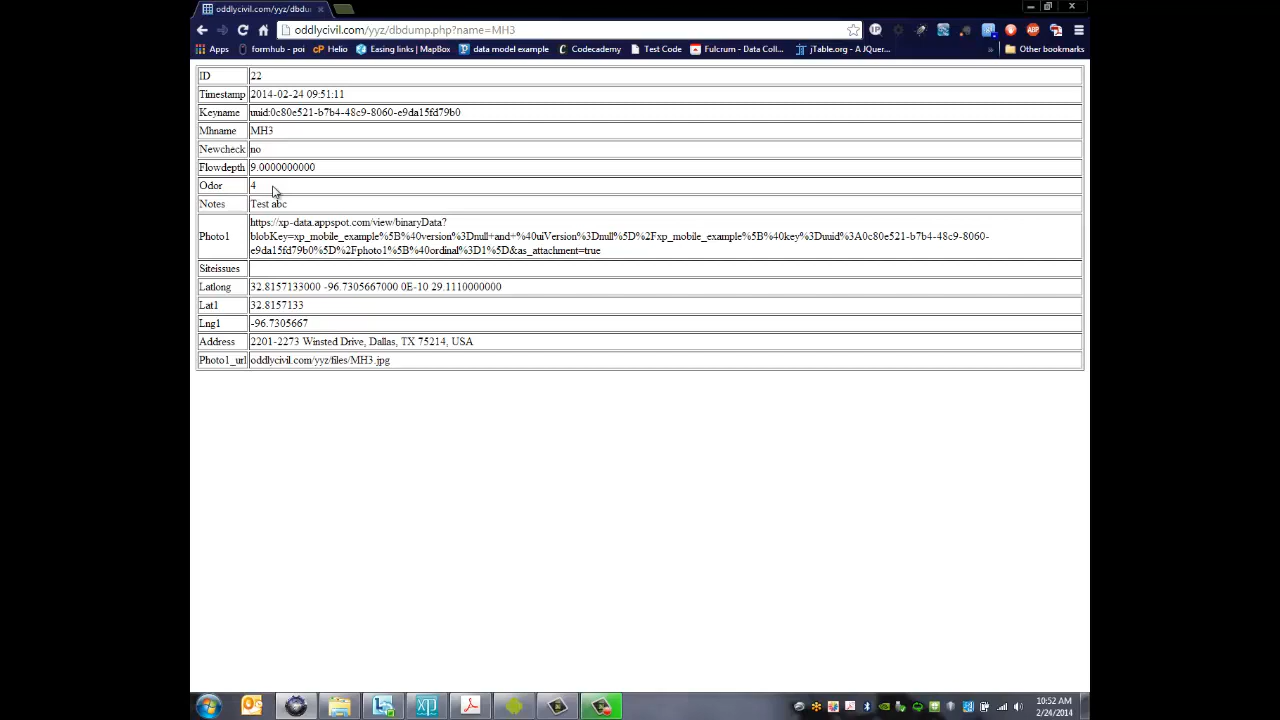 oddlycivil.com/yyz/dbdu
oddlycivil.com/yyz/dbdump.php?name=MH3
Apps formhub - poi Helio Easing links | MapBox data model example Codecademy Test Code Fulcrum - Data Coll... jTable.org - A JQuer... » Other bookmarks
ID 22
Timestamp 2014-02-24 09:51:11
Keyname uuid:0c80e521-b7b4-48c9-8060-e9da15fd79b0
Mhname MH3
Newcheck no
Flowdepth 9.0000000000
Odor 4
Notes Test abc
https://xp-data.appspot.com/view/binaryData?
Photo1 blobKey=xp_mobile_example%5B%40version%3Dnull+and+%40uiVersion%3Dnull%5D%2Fxp_mobile_example%5B%40key%3Duuid%3A0c80e521-b7b4-48c9-8060-
e9da15fd79b0%5D%2Fphoto1%5B%40ordinal%3D1%5D&as_attachment=true
Siteissues
Latlong 32.8157133000 -96.7305667000 0E-10 29.1110000000
Lat1 32.8157133
Lng1 -96.7305667
Address 2201-2273 Winsted Drive, Dallas, TX 75214, USA
Photo1_url oddlycivil.com/yyz/files/MH3.jpg
xp
10:52 AM
2/24/2014